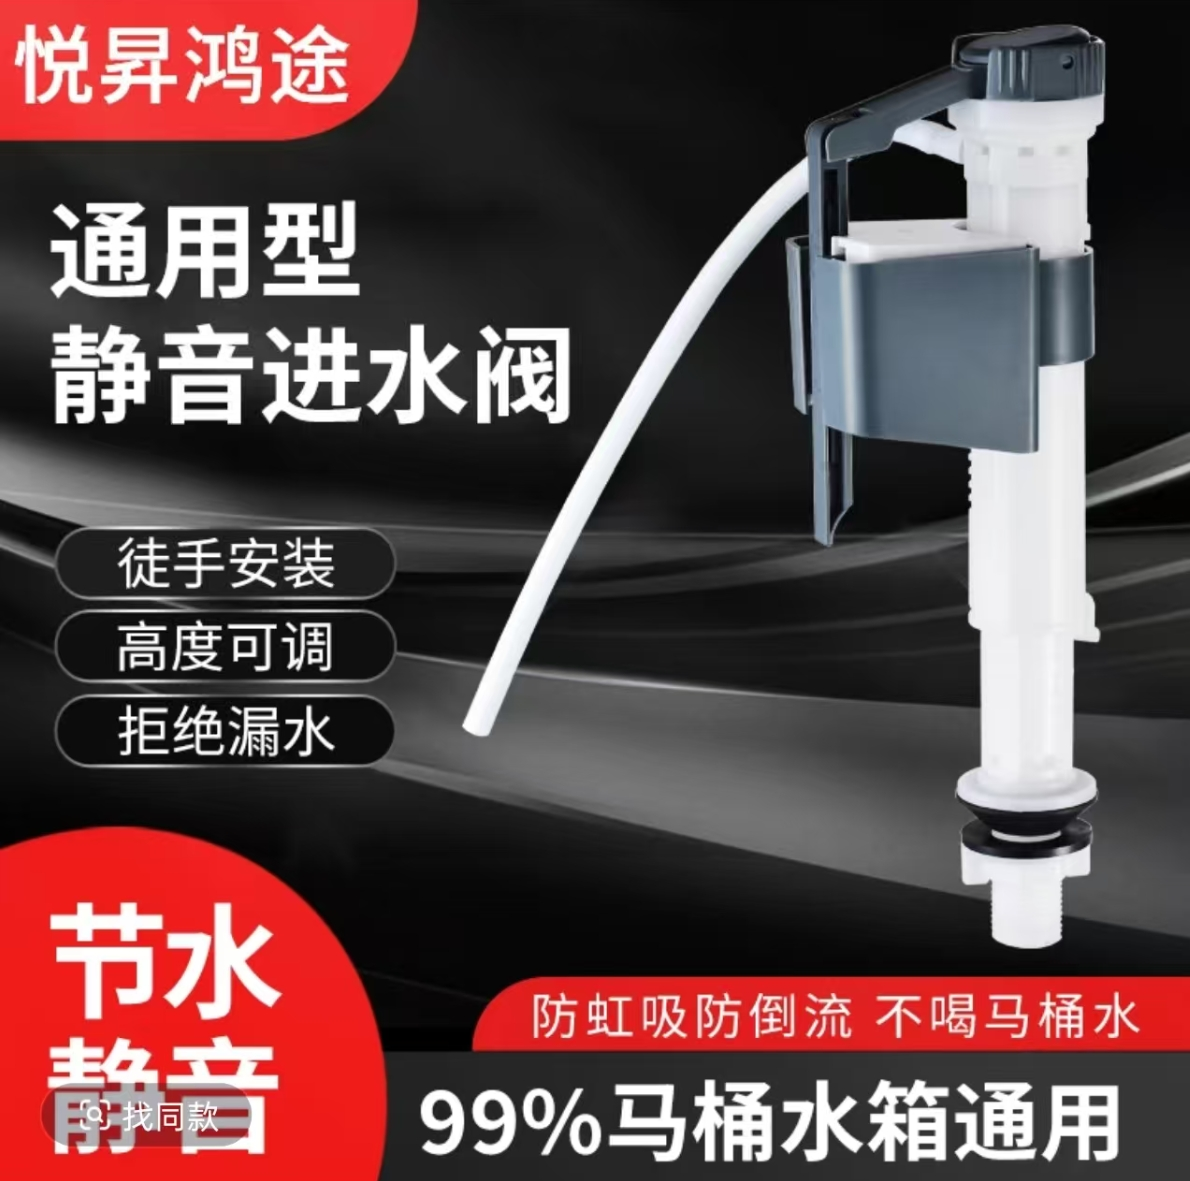 悦昇鸿途
通用型
静音进水阀
徒手安装
高度可调
拒绝漏水
节水
静音
找同款
防虹吸防倒流 不喝马桶水
99%马桶水箱通用